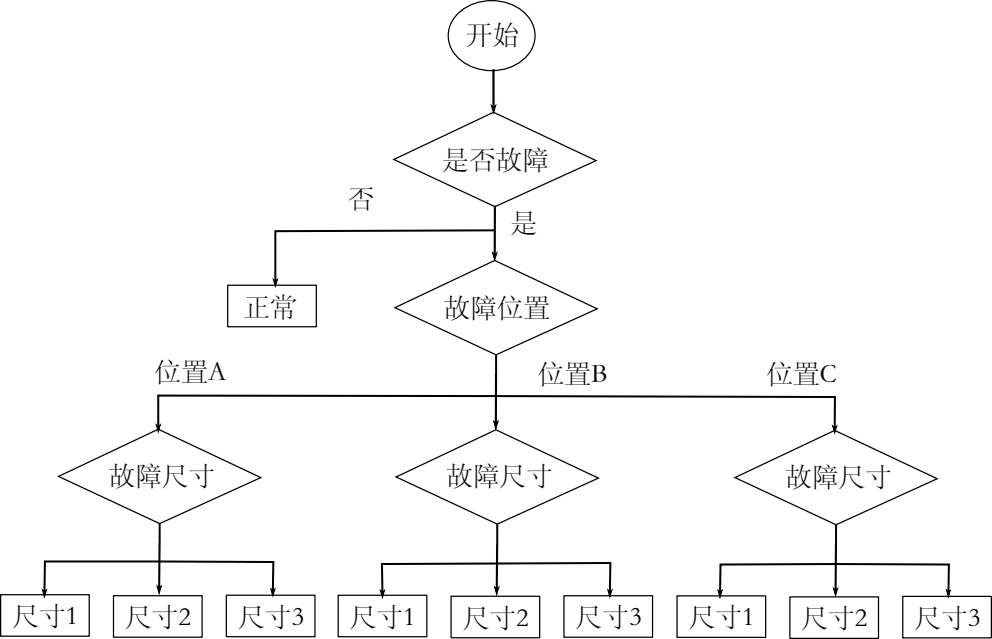 开始
是否故障
否
是
正常
故障位置
位置A
位置B
位置C
故障尺寸
故障尺寸
故障尺寸
尺寸1
尺寸2
尺寸3
尺寸1
尺寸2
尺寸3
尺寸1
尺寸2
尺寸3